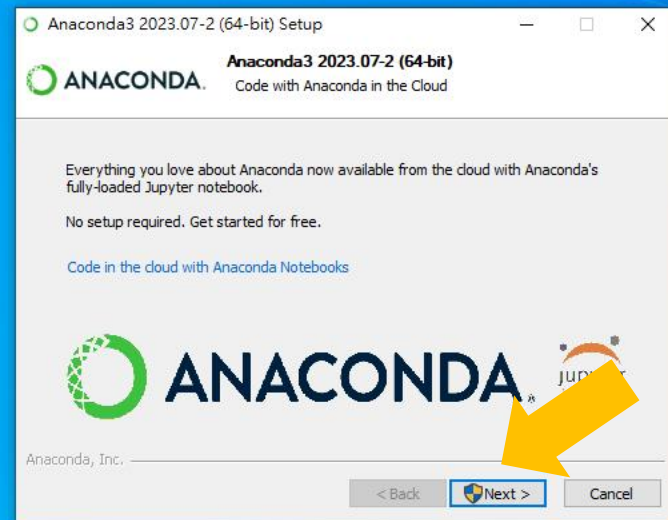 Anaconda3 2023.07-2 (64-bit) Setup
Anaconda3 2023.07-2 (64-bit)
ANACONDA.
Code with Anaconda in the Cloud
Everything you love about Anaconda now available from the cloud with Anaconda's
fully-loaded Jupyter notebook.
No setup required. Get started for free.
Code in the cloud with Anaconda Notebooks
ANACONDA.
Anaconda, Inc.
< Back
Next >
Cancel